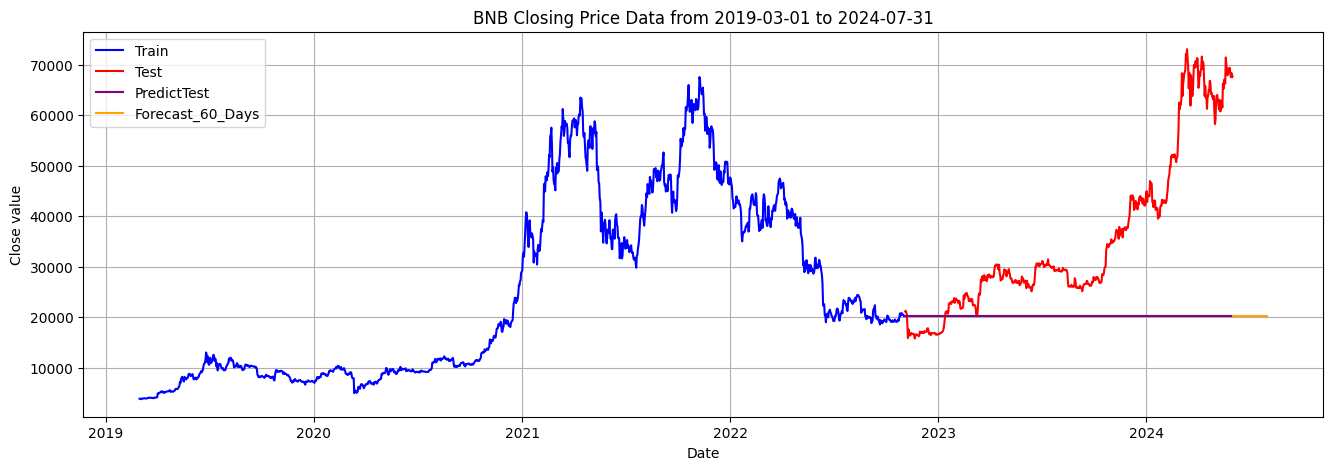 BNB Closing Price Data from 2019-03-01 to 2024-07-31
Train
Test
PredictTest
Forecast_60_Days
Close value
70000
60000
50000
40000
30000
20000
10000
2019 2020 2021 2022 2023 2024
Date